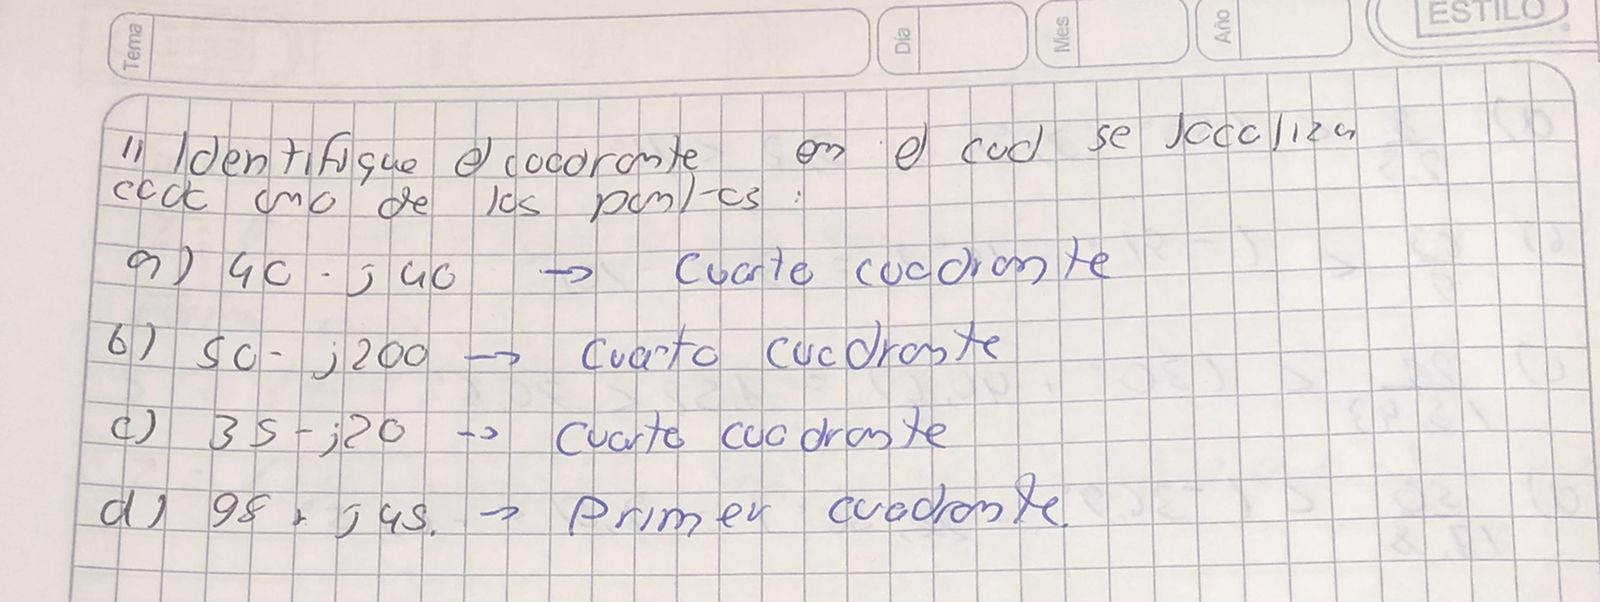 Tema Día Mes Año ESTILO
1) Identifique el cuadrante en el cual se localiza
cada uno de los puntos:
a) 40 - j40 → Cuarto cuadrante
b) 50 - j200 → Cuarto cuadrante
c) 35 - j20 → Cuarto cuadrante
d) 98 + j45. → Primer cuadrante.